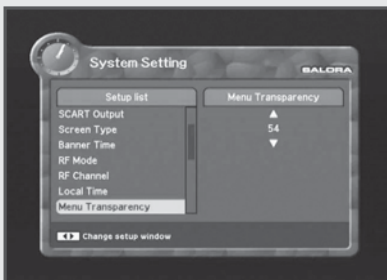 System Setting
SALORA
Setup list
Menu Transparency
SCART Output
Screen Type
54
Banner Time
RF Mode
RF Channel
Local Time
Menu Transparency
Change setup window